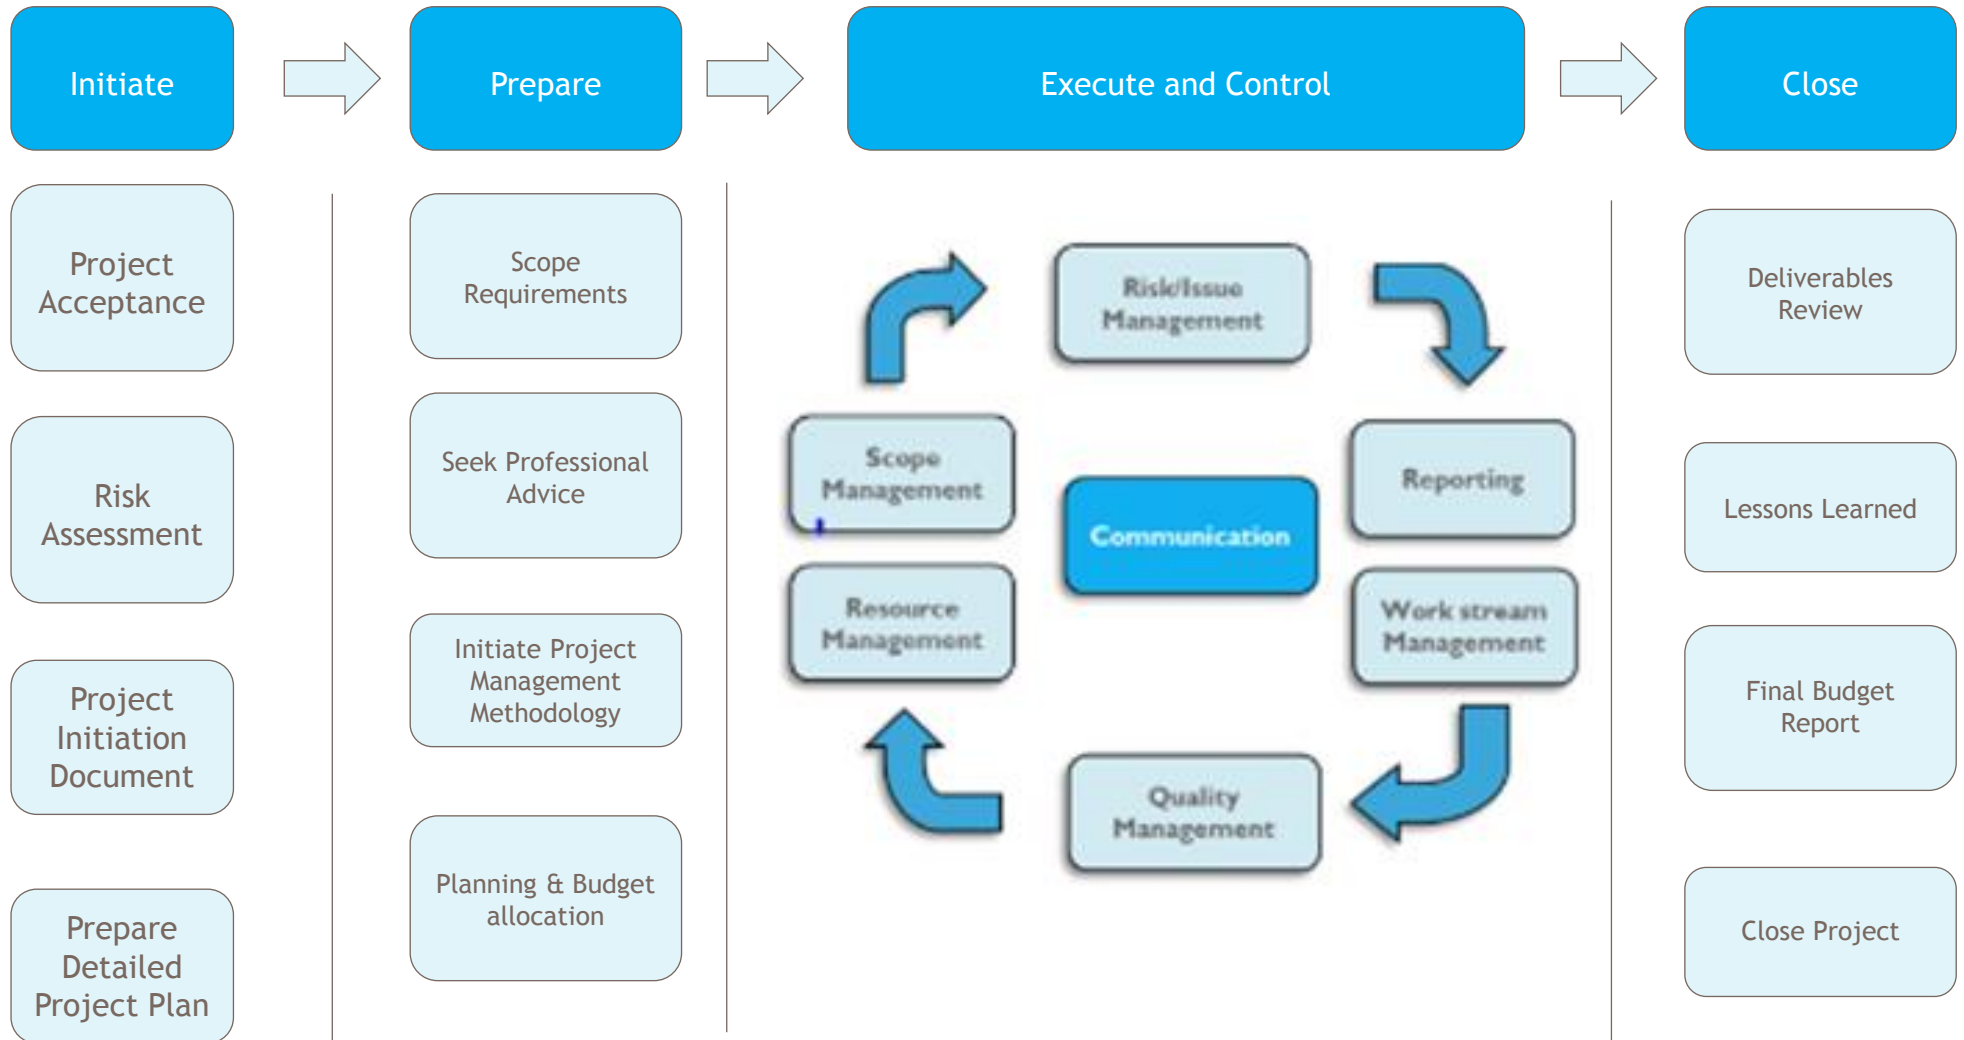 Initiate
Prepare
Execute and Control
Close
Project
Acceptance
Risk
Assessment
Project
Initiation
Document
Prepare
Detailed
Project Plan
Scope
Requirements
Seek Professional
Advice
Initiate Project
Management
Methodology
Planning & Budget
allocation
Risk/Issue
Management
Scope
Management
Reporting
Communication
Resource
Management
Work stream
Management
Quality
Management
Deliverables
Review
Lessons Learned
Final Budget
Report
Close Project